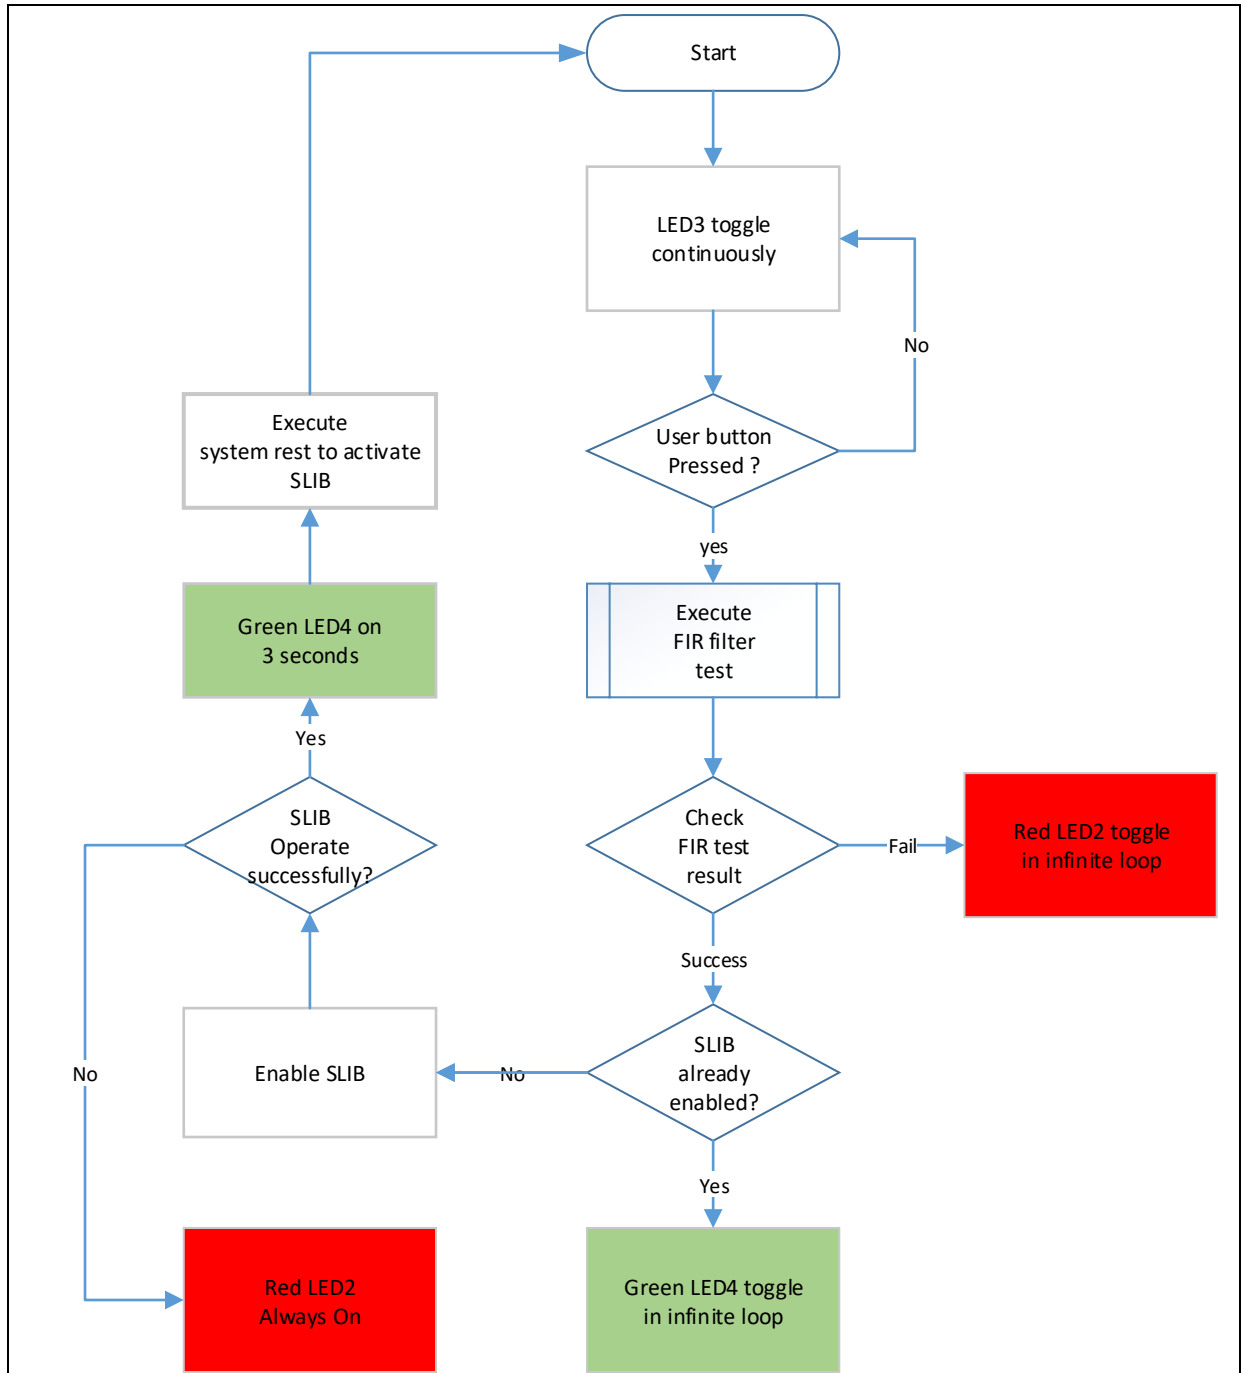 Start
LED3 toggle
continuously
No
User button
Pressed ?
yes
Execute
FIR filter
test
Check
FIR test
result
Fail
Red LED2 toggle
in infinite loop
Success
SLIB
already
enabled?
Yes
Green LED4 toggle
in infinite loop
No
Enable SLIB
SLIB
Operate
successfully?
Yes
Green LED4 on
3 seconds
Execute
system rest to activate
SLIB
No
Red LED2
Always On